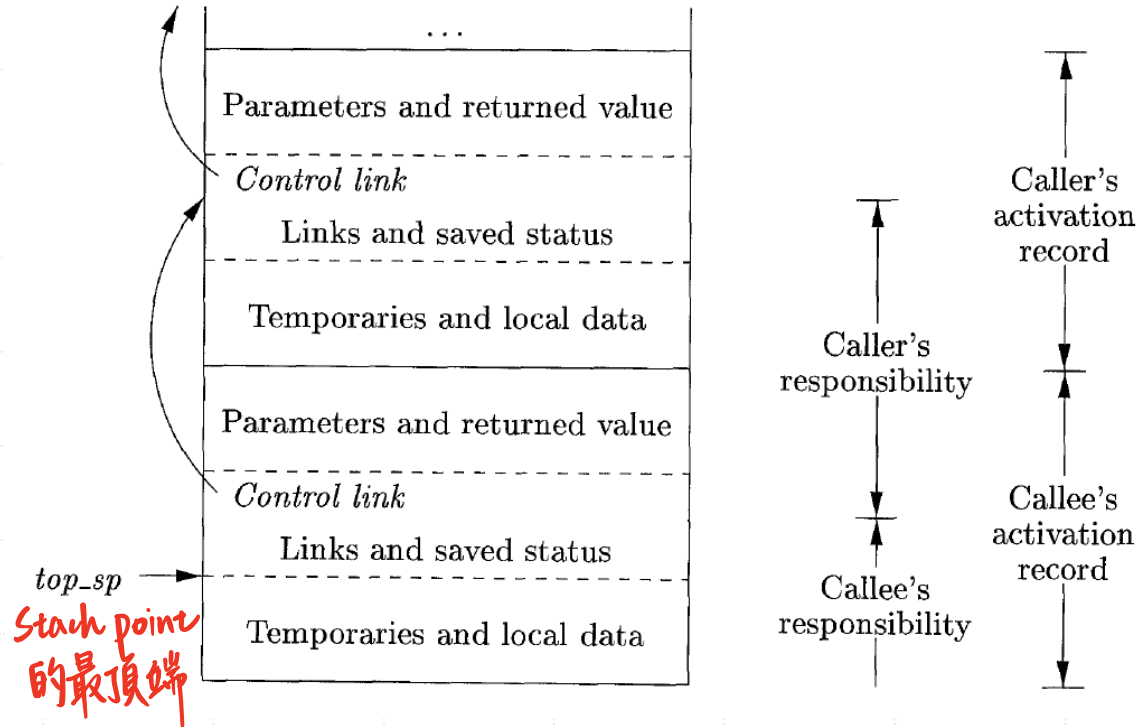 ...
Parameters and returned value
Control link
Links and saved status
Temporaries and local data
Parameters and returned value
Control link
Links and saved status
Temporaries and local data
top_sp
Stach point
的最頂端
Caller's
responsibility
Callee's
responsibility
Caller's
activation
record
Callee's
activation
record